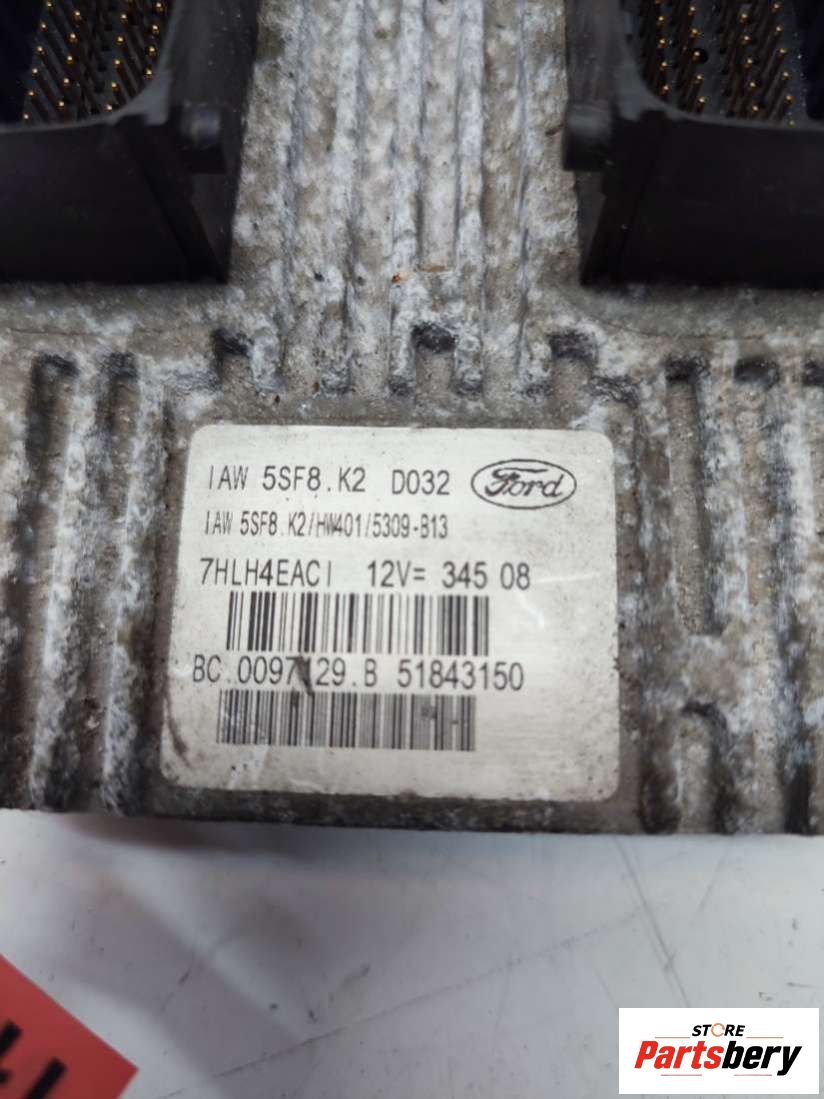 IAW 5SF8.K2 D032 Ford
IAW 5SF8.K2/HW401/5309-B13
7HLH4EACI 12V= 345 08
BC.0097129.B 51843150
STORE
Partsbery